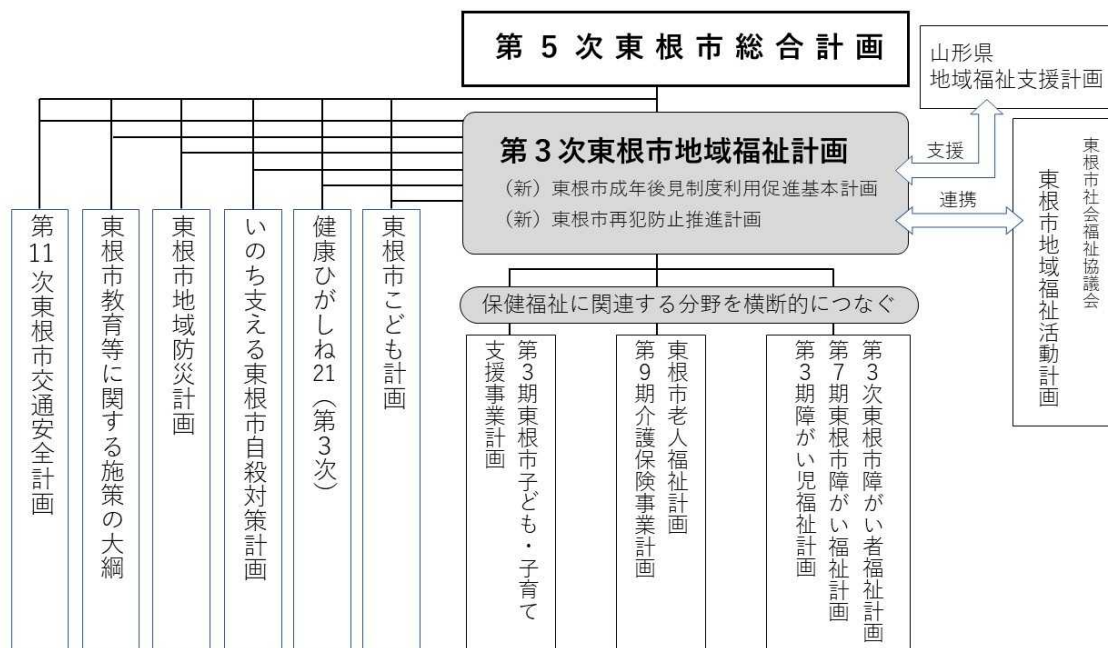 第５次東根市総合計画
山形県
地域福祉支援計画
第３次東根市地域福祉計画
（新）東根市成年後見制度利用促進基本計画
（新）東根市再犯防止推進計画
支援
連携
東根市社会福祉協議会
東根市地域福祉活動計画
保健福祉に関連する分野を横断的につなぐ
第11次東根市交通安全計画
東根市教育等に関する施策の大綱
東根市地域防災計画
いのち支える東根市自殺対策計画
健康ひがしね21（第３次）
東根市こども計画
第３期東根市子ども・子育て
支援事業計画
東根市老人福祉計画
第９期介護保険事業計画
第３次東根市障がい者福祉計画
第７期東根市障がい福祉計画
第３期障がい児福祉計画